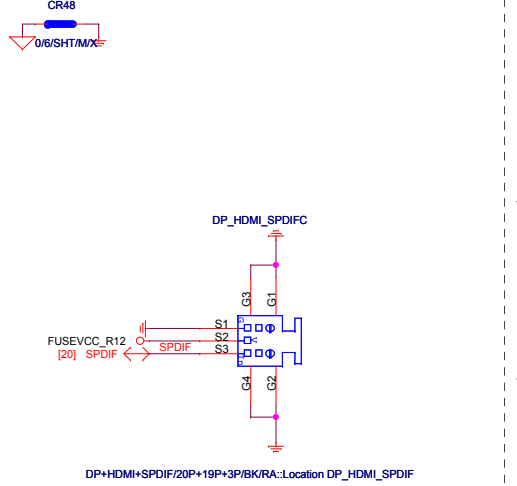 CR48
0/6/SHT/M/X
DP_HDMI_SPDIFC
G3
G1
S1
FUSEVCC_R12
S2
[20] SPDIF
SPDIF
S3
G4
G2
DP+HDMI+SPDIF/20P+19P+3P/BK/RA::Location DP_HDMI_SPDIF